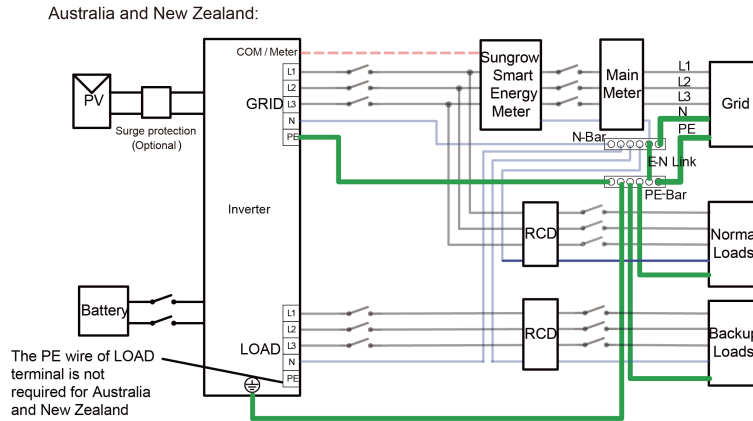 Australia and New Zealand:
COM / Meter
L1
L2
GRID
L3
N
PE
PV
Surge protection
(Optional)
Sungrow
Smart
Energy
Meter
Main
Meter
L1
L2
L3
N
PE
Grid
N-Bar
E-N Link
PE-Bar
Inverter
RCD
Norma
Loads
Battery
L1
L2
LOAD
L3
N
PE
RCD
Backup
Loads
The PE wire of LOAD
terminal is not
required for Australia
and New Zealand